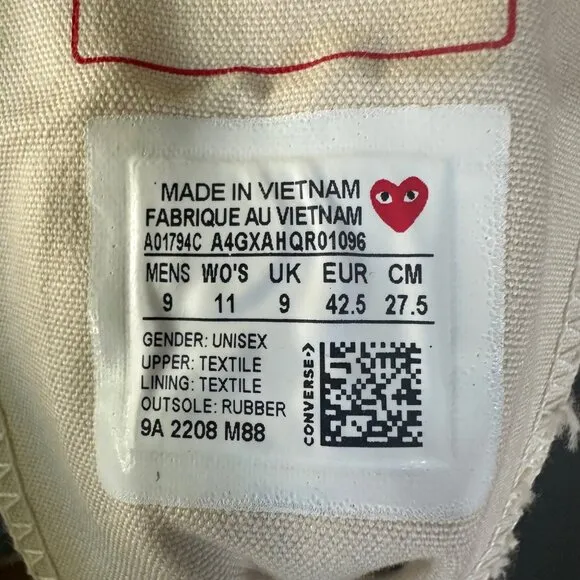 MADE IN VIETNAM
FABRIQUE AU VIETNAM
A01794C A4GXAHQR01096
MENS WO'S UK EUR CM
9 11 9 42.5 27.5
GENDER: UNISEX
UPPER: TEXTILE
LINING: TEXTILE
OUTSOLE: RUBBER
9A 2208 M88
CONVERSE